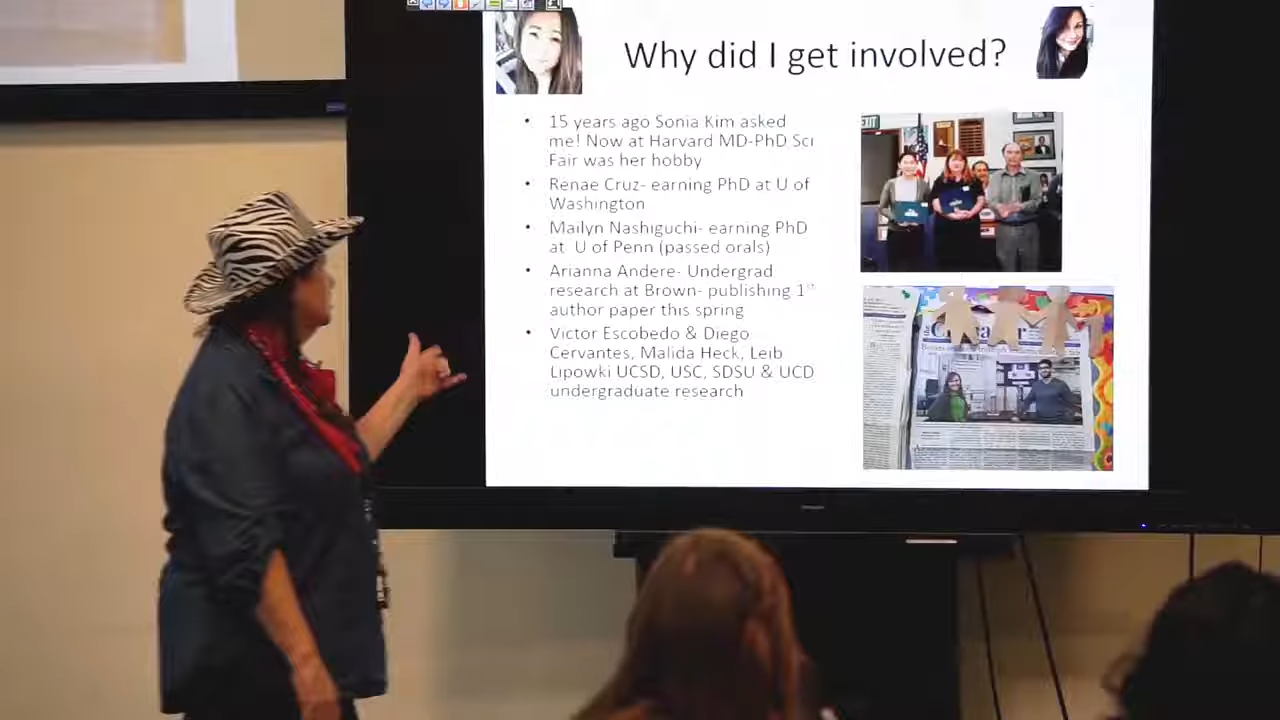 Why did I get involved?
• 15 years ago Sonia Kim asked
me! Now at Harvard MD-PhD Sci
Fair was her hobby
• Renae Cruz- earning PhD at U of
Washington
• Mailyn Nashiguchi- earning PhD
at U of Penn (passed orals)
• Arianna Andere- Undergrad
research at Brown- publishing 1st
author paper this spring
• Victor Escobedo & Diego
Cervantes, Malida Heck, Leib
Lipowki UCSD, USC, SDSU & UCD
undergraduate research